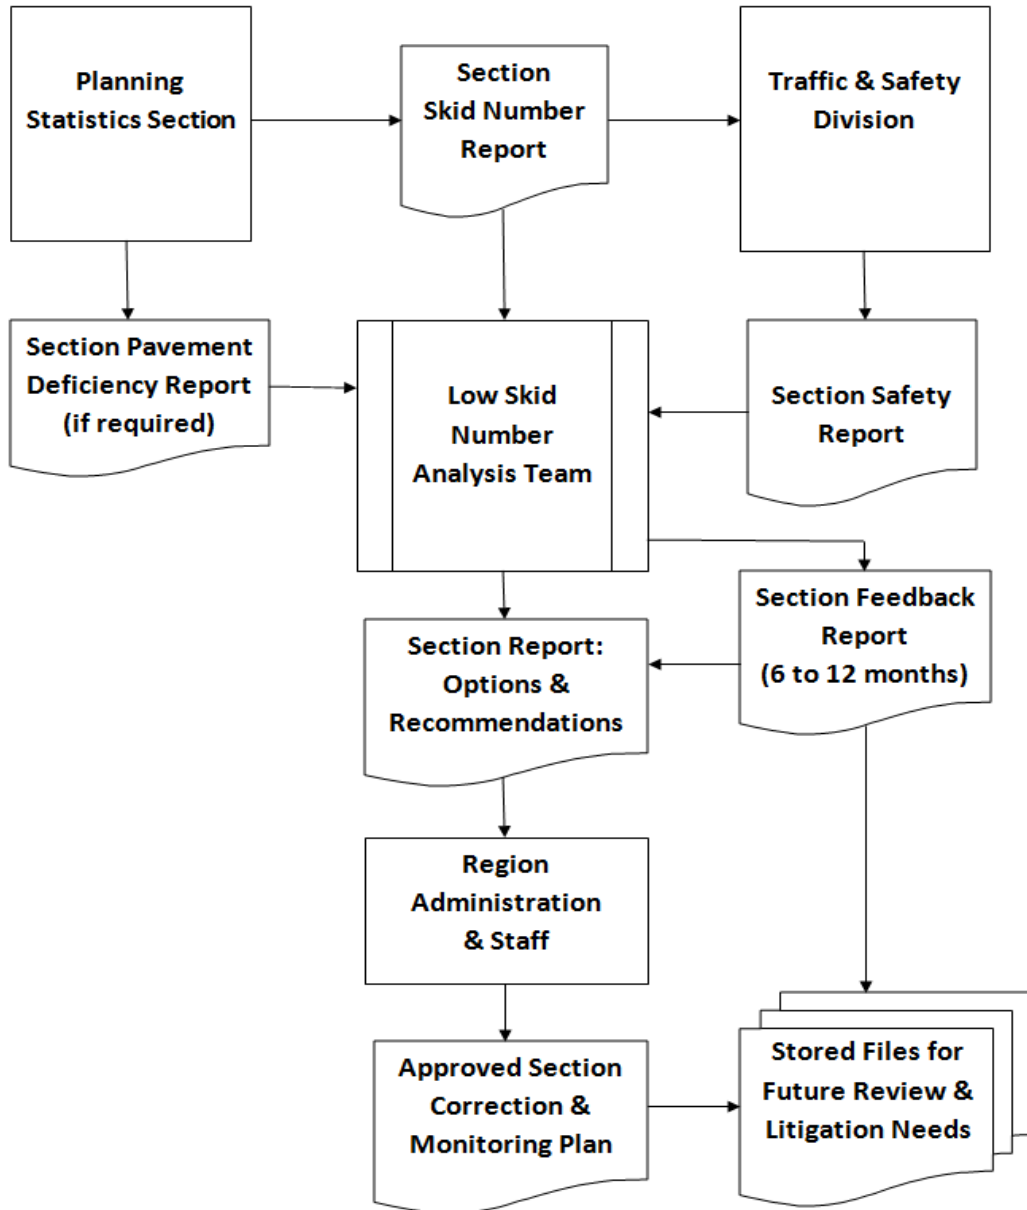 Planning
Statistics Section
Section
Skid Number
Report
Traffic & Safety
Division
Section Pavement
Deficiency Report
(if required)
Low Skid
Number
Analysis Team
Section Safety
Report
Section Feedback
Report
(6 to 12 months)
Section Report:
Options &
Recommendations
Region
Administration
& Staff
Approved Section
Correction &
Monitoring Plan
Stored Files for
Future Review &
Litigation Needs